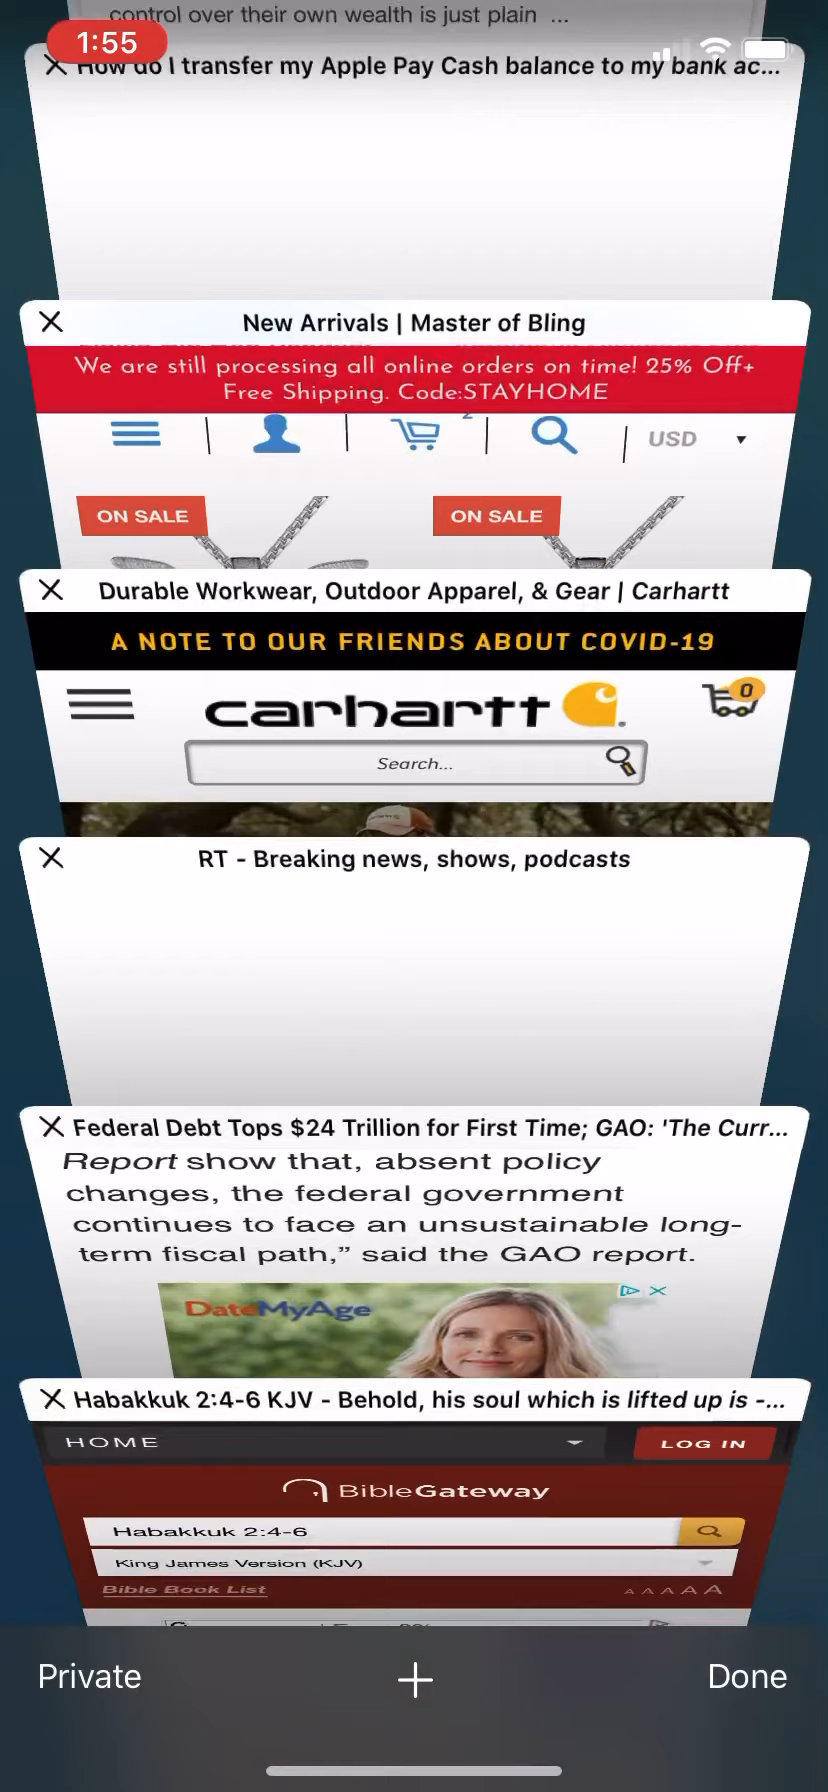 control over their own wealth is just plain ...
1:55
How do I transfer my Apple Pay Cash balance to my bank ac...
New Arrivals | Master of Bling
We are still processing all online orders on time! 25% Off+
Free Shipping. Code:STAYHOME
2
USD
ON SALE
ON SALE
Durable Workwear, Outdoor Apparel, & Gear | Carhartt
A NOTE TO OUR FRIENDS ABOUT COVID-19
carhartt
0
Search...
RT - Breaking news, shows, podcasts
Federal Debt Tops $24 Trillion for First Time; GAO: 'The Curr...
Report show that, absent policy
changes, the federal government
continues to face an unsustainable long-
term fiscal path,” said the GAO report.
DateMyAge
Habakkuk 2:4-6 KJV - Behold, his soul which is lifted up is -...
HOME
LOG IN
BibleGateway
Habakkuk 2:4-6
King James Version (KJV)
Bible Book List
A A A A A
Private
Done